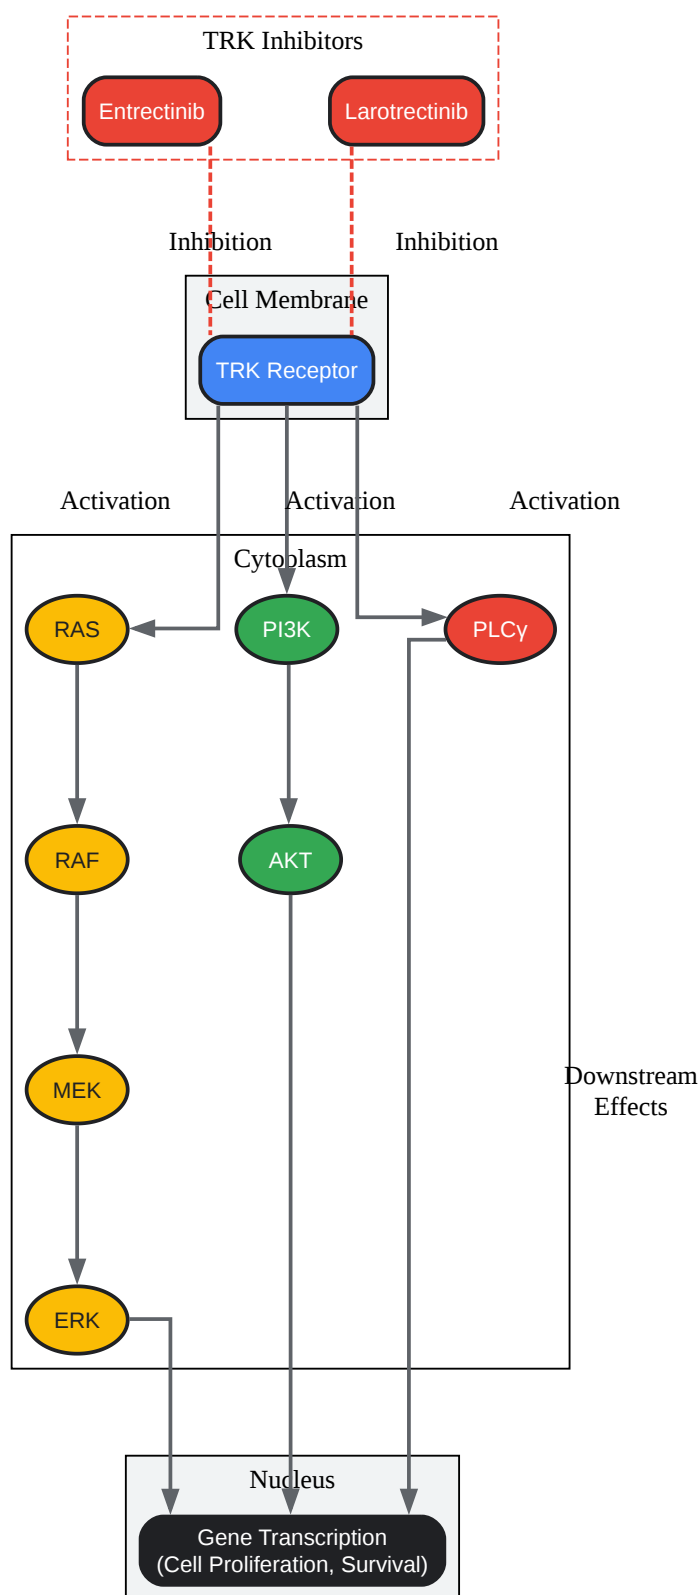 TRK Inhibitors
Entrectinib
Larotrectinib
Inhibition
Inhibition
Cell Membrane
TRK Receptor
Activation
Activation
Activation
Cytoplasm
RAS
PI3K
PLCγ
RAF
AKT
MEK
Downstream
Effects
ERK
Nucleus
Gene Transcription
(Cell Proliferation, Survival)